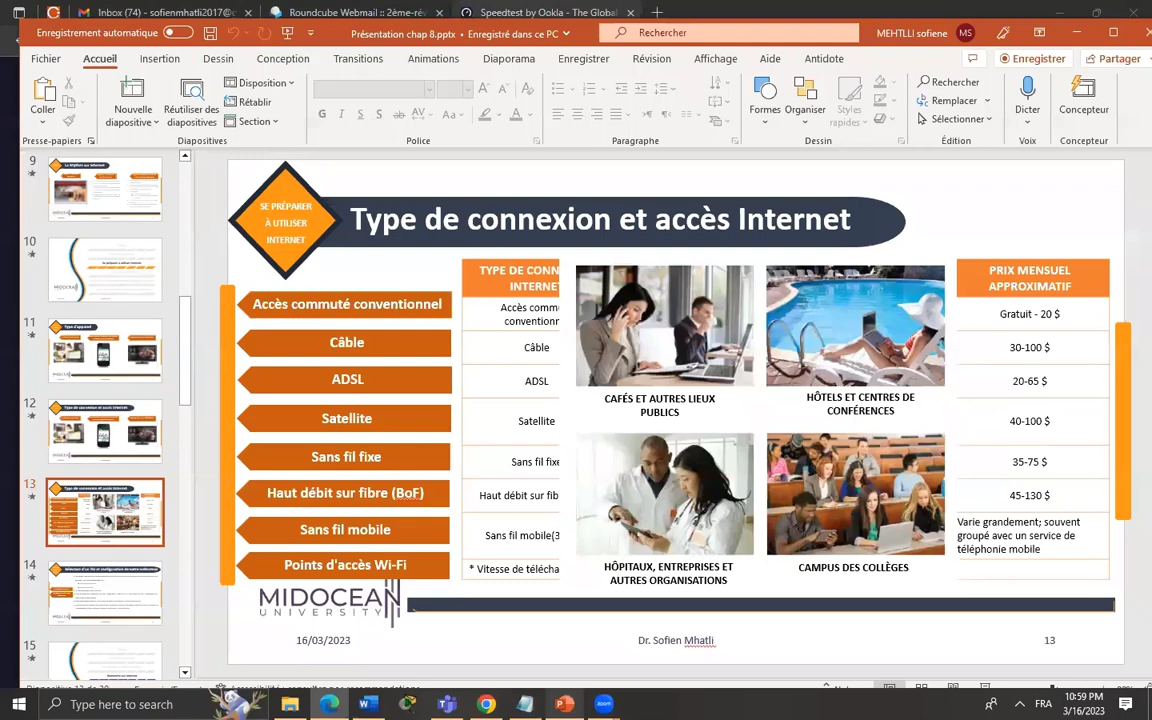 Inbox (74) - sofienmhatli2017@c
Roundcube Webmail :: 2ème-rév
Speedtest by Ookla - The Global
Enregistrement automatique
Présentation chap 8.pptx • Enregistré dans ce PC
Rechercher
MEHTLLI sofiene
MS
Fichier
Accueil
Insertion
Dessin
Conception
Transitions
Animations
Diaporama
Enregistrer
Révision
Affichage
Aide
Antidote
Enregistrer
Partager
Coller
Nouvelle
diapositive
Réutiliser des
diapositives
Disposition
Rétablir
Section
Formes
Organiser
Styles
rapides
Rechercher
Remplacer
Sélectionner
Dicter
Concepteur
Presse-papiers
Diapositives
Police
Paragraphe
Dessin
Édition
Voix
Concepteur
9
10
11
12
13
14
15
SE PRÉPARER
À UTILISER
INTERNET
Type de connexion et accès Internet
Accès commuté conventionnel
Câble
ADSL
Satellite
Sans fil fixe
Haut débit sur fibre (BoF)
Sans fil mobile
Points d'accès Wi-Fi
TYPE DE CONN
INTERNET
Accès comm
conventionn
Câble
ADSL
Satellite
Sans fil fixe
Haut débit sur fib
Sans fil mobile(3
* Vitesse de télécha
CAFÉS ET AUTRES LIEUX
PUBLICS
HÔTELS ET CENTRES DE
CONFÉRENCES
HÔPITAUX, ENTREPRISES ET
AUTRES ORGANISATIONS
CAMPUS DES COLLÈGES
PRIX MENSUEL
APPROXIMATIF
Gratuit - 20 $
30-100 $
20-65 $
40-100 $
35-75 $
45-130 $
Varie grandement; souvent
groupé avec un service de
téléphonie mobile
MIDOCEAN
UNIVERSITY
16/03/2023
Dr. Sofien Mhatli
13
Type here to search
FRA
10:59 PM
3/16/2023